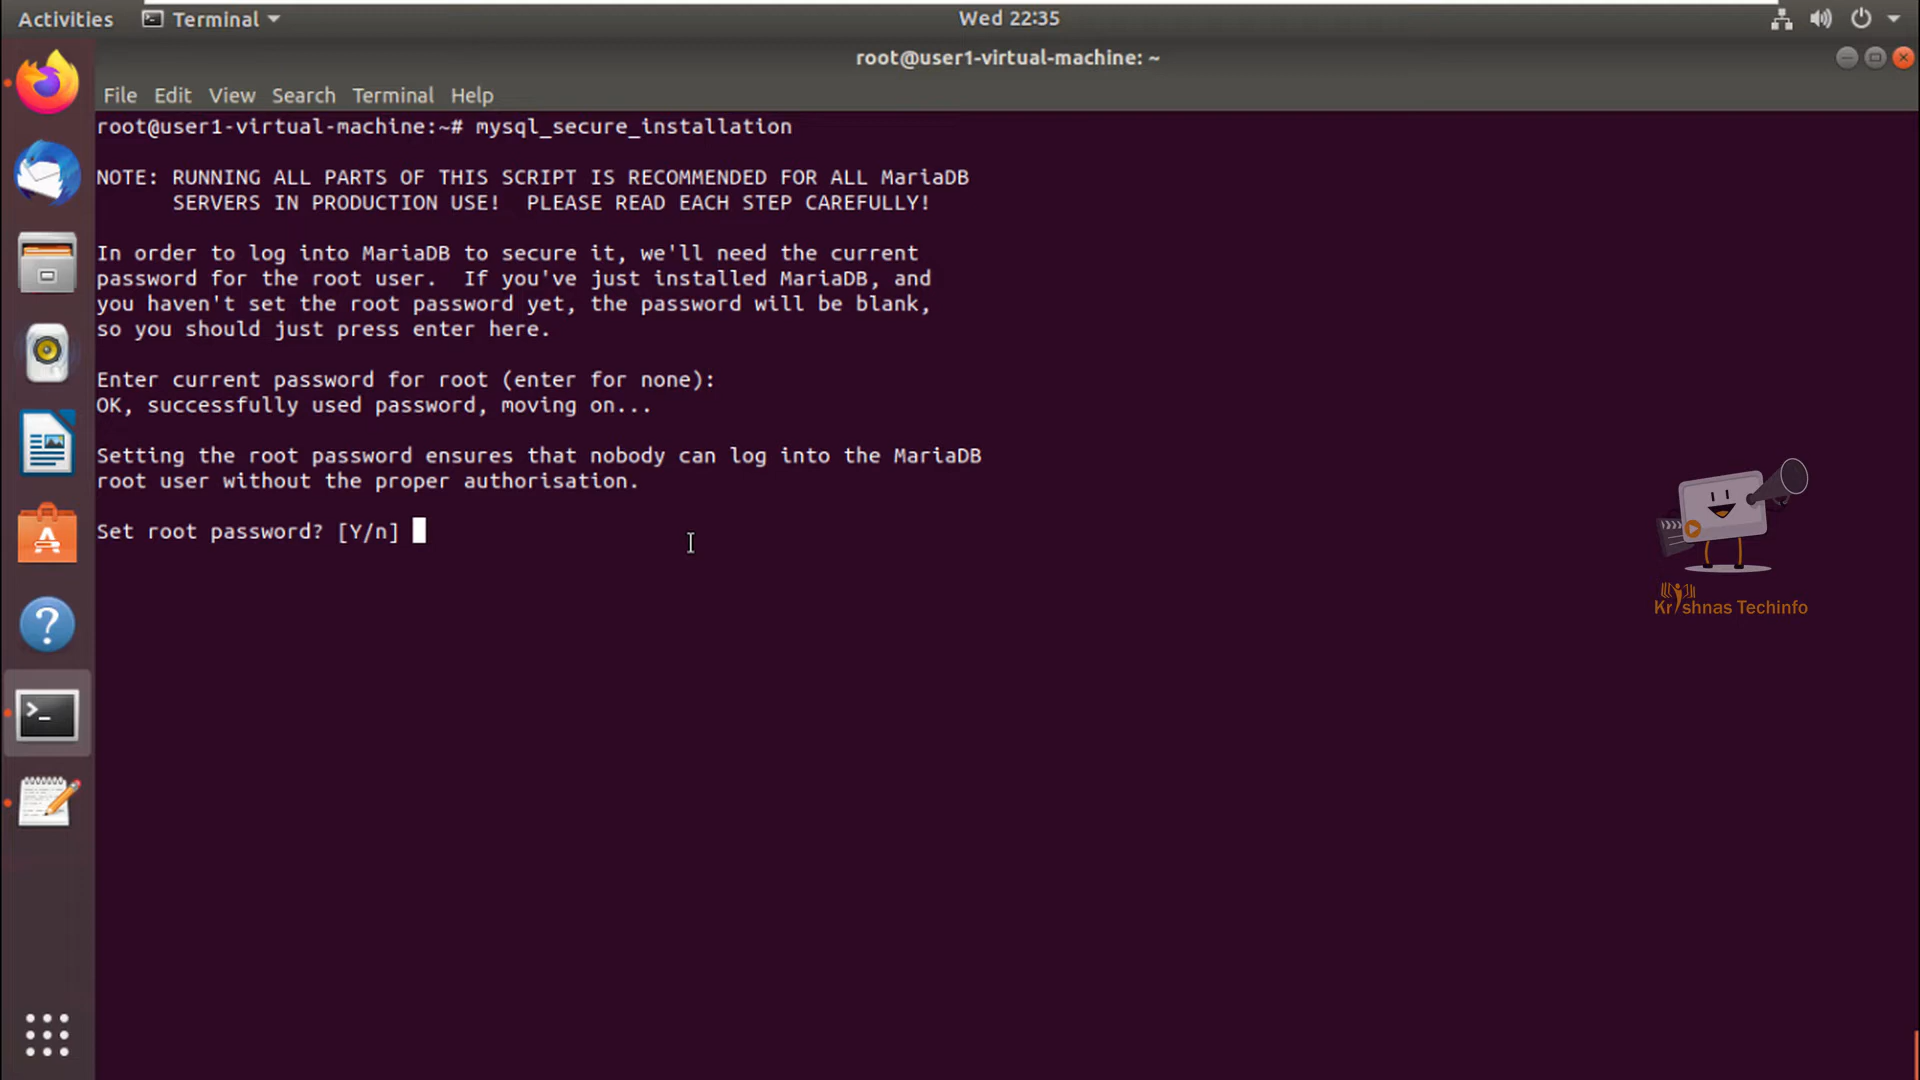 Activities Terminal Wed 22:35
root@user1-virtual-machine: ~
File Edit View Search Terminal Help
root@user1-virtual-machine:~# mysql_secure_installation
NOTE: RUNNING ALL PARTS OF THIS SCRIPT IS RECOMMENDED FOR ALL MariaDB
SERVERS IN PRODUCTION USE!  PLEASE READ EACH STEP CAREFULLY!
In order to log into MariaDB to secure it, we'll need the current
password for the root user.  If you've just installed MariaDB, and
you haven't set the root password yet, the password will be blank,
so you should just press enter here.
Enter current password for root (enter for none):
OK, successfully used password, moving on...
Setting the root password ensures that nobody can log into the MariaDB
root user without the proper authorisation.
Set root password? [Y/n]
Krishnas Techinfo